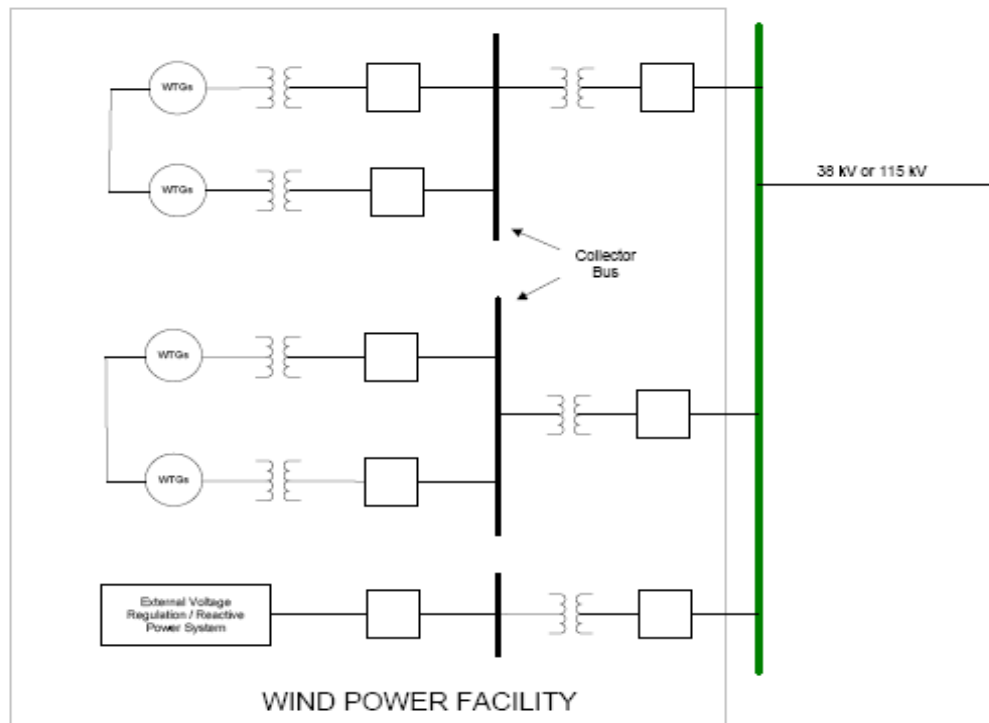 WTGs
WTGs
38 kV or 115 kV
Collector
Bus
WTGs
WTGs
External Voltage
Regulation / Reactive
Power System
WIND POWER FACILITY